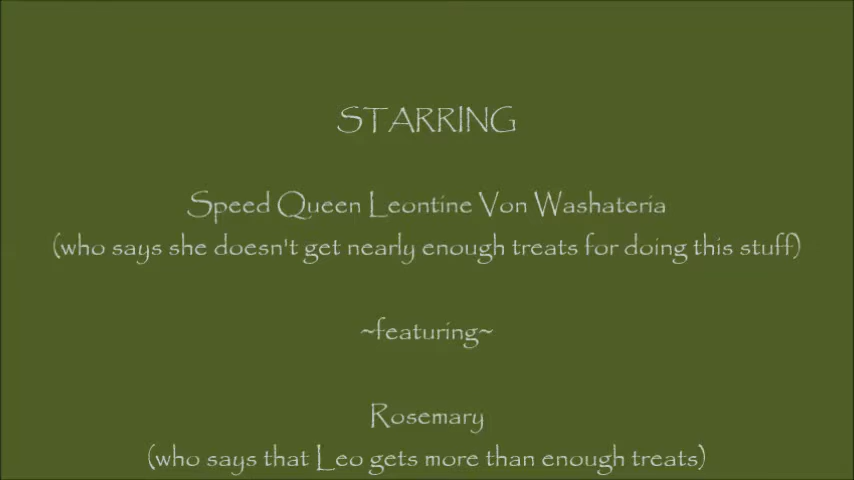 STARRING
Speed Queen Leontine Von Washateria
(who says she doesn't get nearly enough treats for doing this stuff)
~featuring~
Rosemary
(who says that Leo gets more than enough treats)